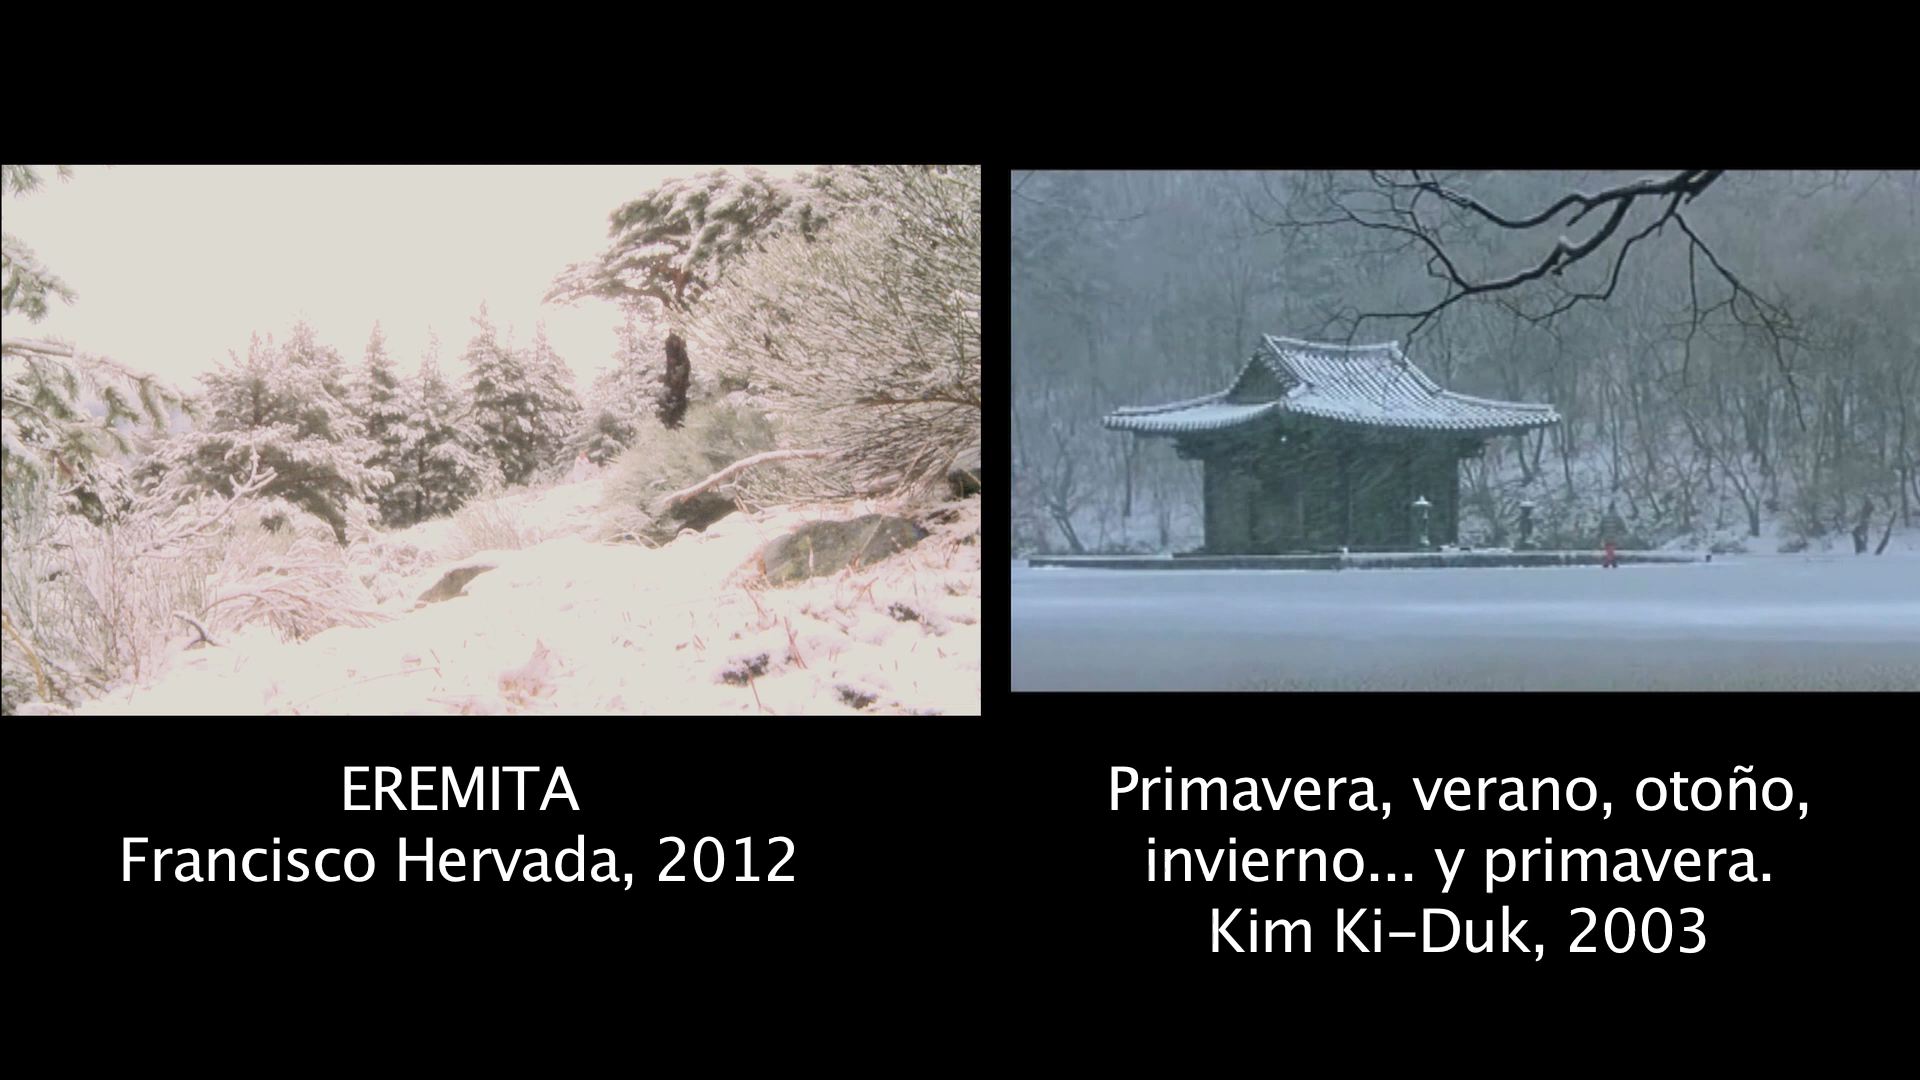 EREMITA
Francisco Hervada, 2012
Primavera, verano, otoño,
invierno... y primavera.
Kim Ki-Duk, 2003